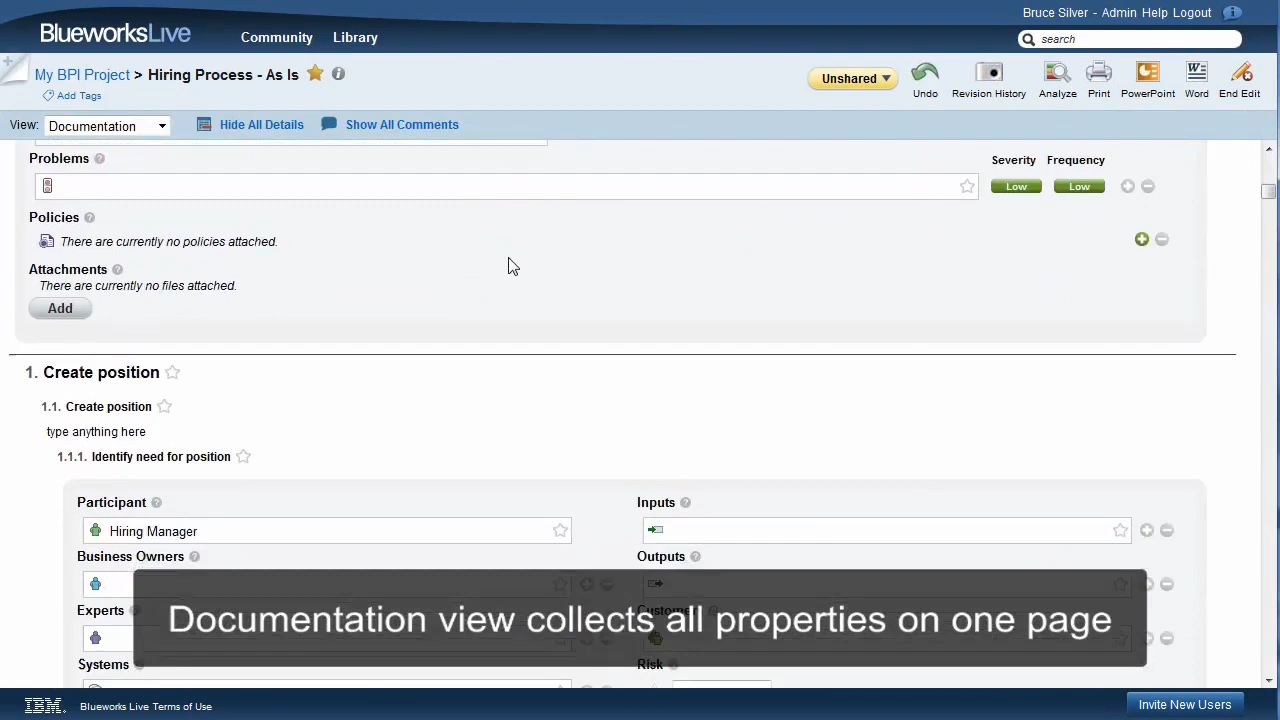 Bruce Silver - Admin Help Logout
BlueworksLive Community Library
search
My BPI Project > Hiring Process - As Is
Unshared Undo Revision History Analyze Print PowerPoint Word End Edit
Add Tags
View: Documentation Hide All Details Show All Comments
Problems Severity Frequency
Low Low
Policies
There are currently no policies attached.
Attachments
There are currently no files attached.
Add
1. Create position
1.1. Create position
type anything here
1.1.1. Identify need for position
Participant Inputs
Hiring Manager
Business Owners Outputs
Experts Customer
Documentation view collects all properties on one page
Systems Risk
IBM. Blueworks Live Terms of Use Invite New Users